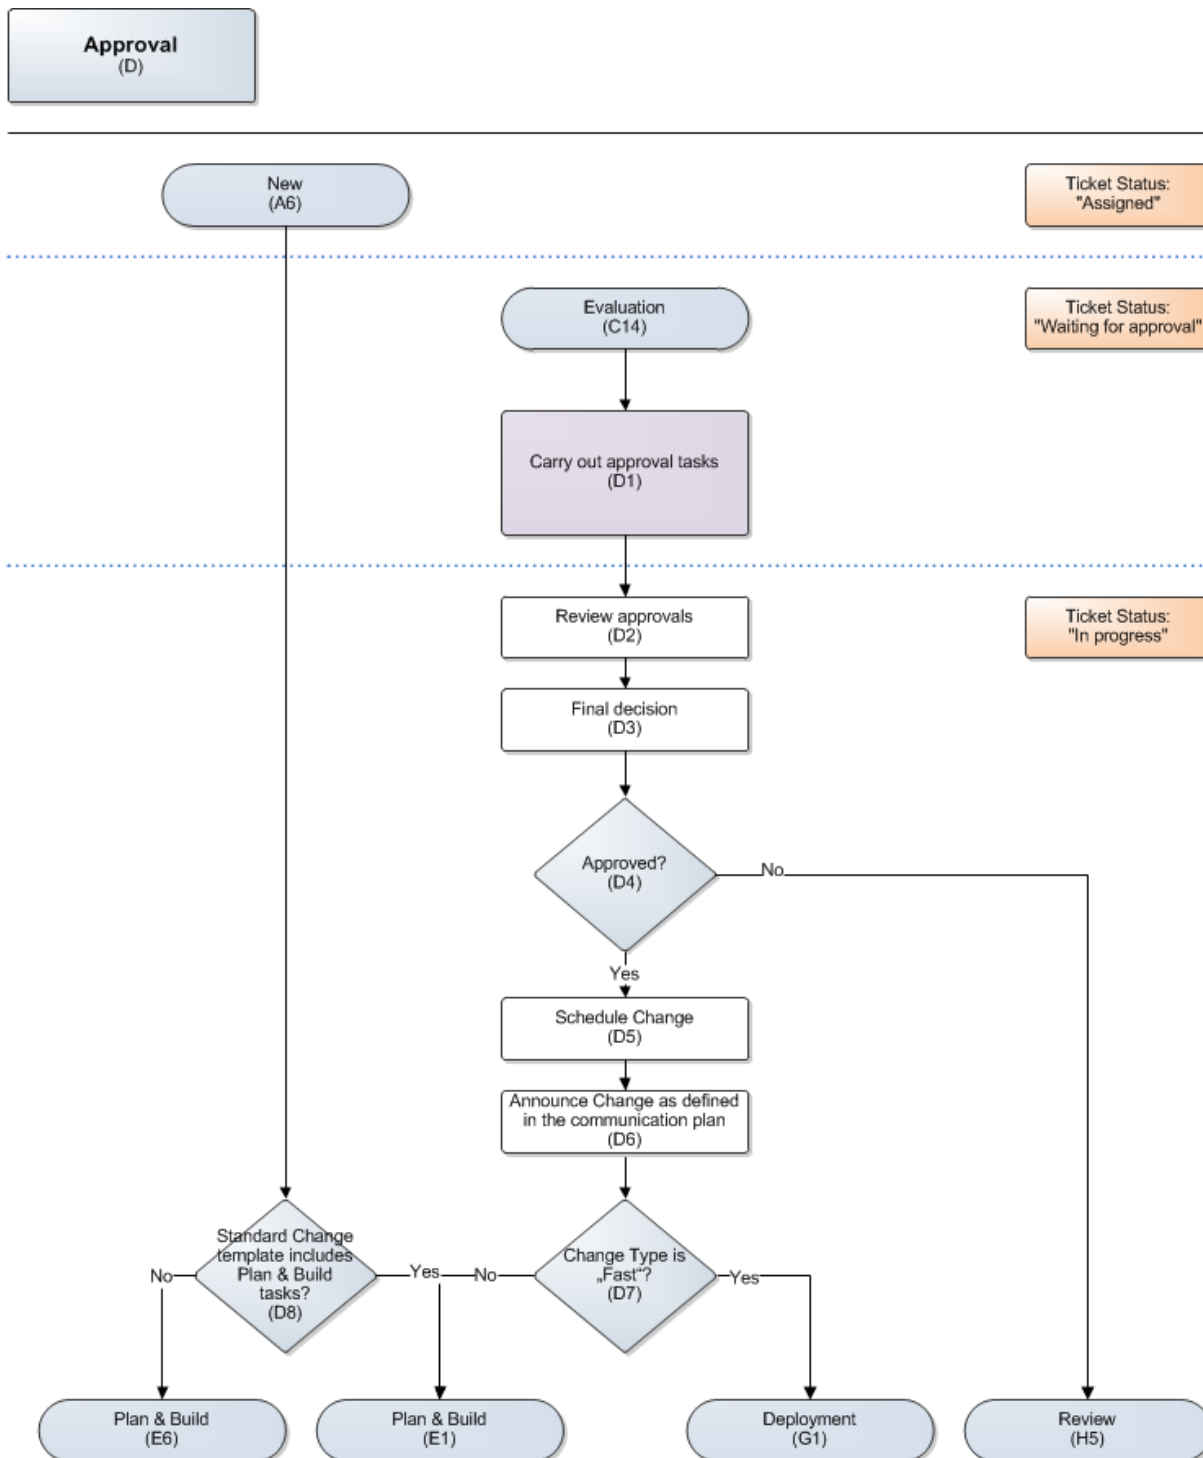 Approval
(D)
New
(A6)
Ticket Status:
"Assigned"
Evaluation
(C14)
Ticket Status:
"Waiting for approval"
Carry out approval tasks
(D1)
Review approvals
(D2)
Ticket Status:
"In progress"
Final decision
(D3)
Approved?
(D4)
No
Yes
Schedule Change
(D5)
Announce Change as defined
in the communication plan
(D6)
Standard Change
template includes
Plan & Build
tasks?
(D8)
No
Yes
Change Type is
„Fast“?
(D7)
No
Yes
Plan & Build
(E6)
Plan & Build
(E1)
Deployment
(G1)
Review
(H5)